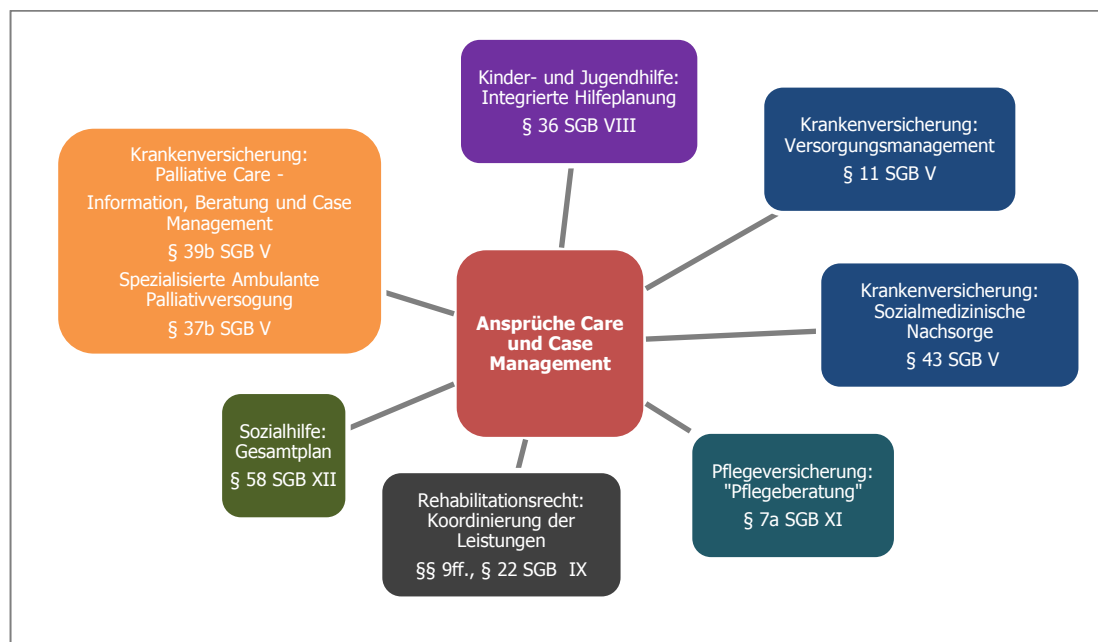 Kinder- und Jugendhilfe:
Integrierte Hilfeplanung
§ 36 SGB VIII
Krankenversicherung:
Versorgungsmanagement
§ 11 SGB V
Krankenversicherung:
Palliative Care -
Information, Beratung und Case
Management
§ 39b SGB V
Spezialisierte Ambulante
Palliativversogung
§ 37b SGB V
Ansprüche Care
und Case
Management
Krankenversicherung:
Sozialmedizinische
Nachsorge
§ 43 SGB V
Sozialhilfe:
Gesamtplan
§ 58 SGB XII
Rehabilitationsrecht:
Koordinierung der
Leistungen
§§ 9ff., § 22 SGB IX
Pflegeversicherung:
"Pflegeberatung"
§ 7a SGB XI